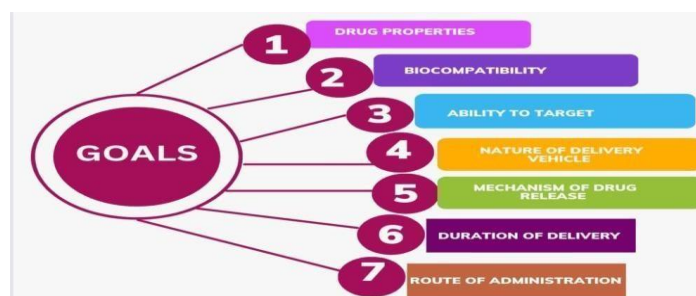 GOALS
1
DRUG PROPERTIES
2
BIOCOMPATIBILITY
3
ABILITY TO TARGET
4
NATURE OF DELIVERY
VEHICLE
5
MECHANISM OF DRUG
RELEASE
6
DURATION OF DELIVERY
7
ROUTE OF ADMINISTRATION